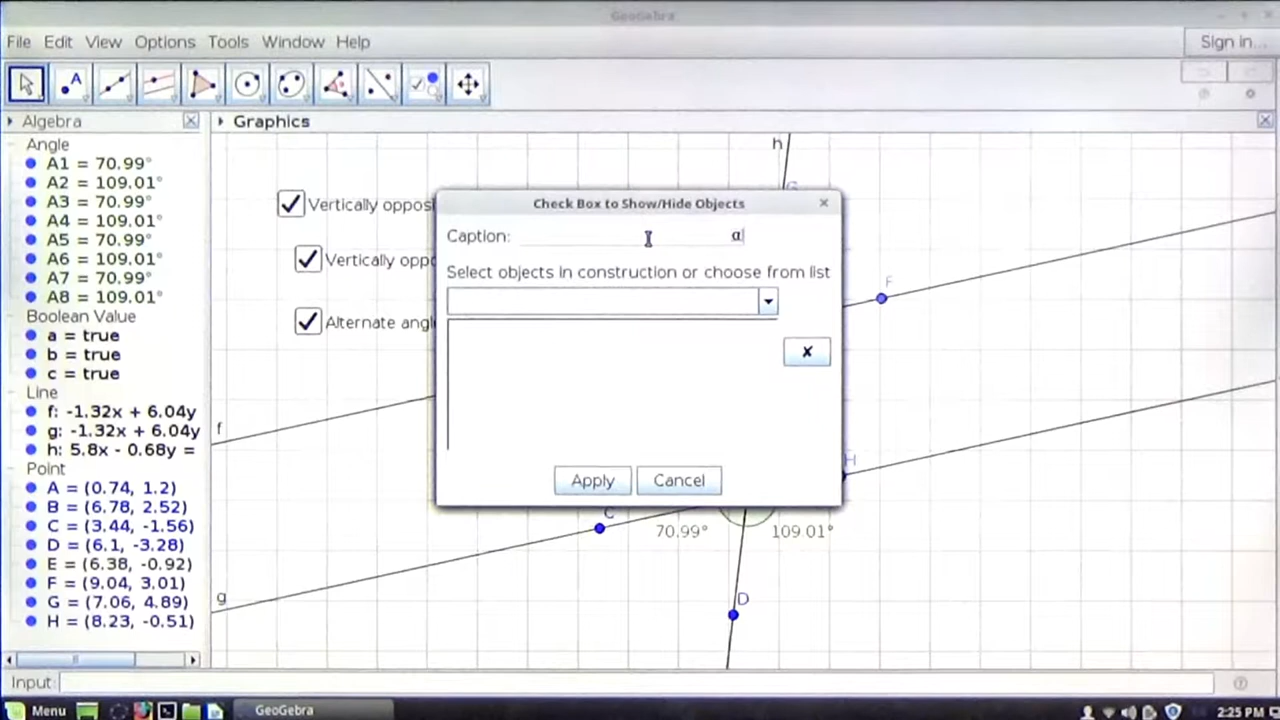 GeoGebra
File Edit View Options Tools Window Help
Sign in...
Algebra
Graphics
Angle
A1 = 70.99°
A2 = 109.01°
A3 = 70.99°
A4 = 109.01°
A5 = 70.99°
A6 = 109.01°
A7 = 70.99°
A8 = 109.01°
Boolean Value
a = true
b = true
c = true
Line
f: -1.32x + 6.04y
g: -1.32x + 6.04y
h: 5.8x - 0.68y =
Point
A = (0.74, 1.2)
B = (6.78, 2.52)
C = (3.44, -1.56)
D = (6.1, -3.28)
E = (6.38, -0.92)
F = (9.04, 3.01)
G = (7.06, 4.89)
H = (8.23, -0.51)
h
G
Vertically opposi
Vertically oppo
Alternate angl
Check Box to Show/Hide Objects
Caption: α
Select objects in construction or choose from list
Apply Cancel
F
f
H
C
70.99° 109.01°
g
D
Input:
Menu GeoGebra 2:25 PM